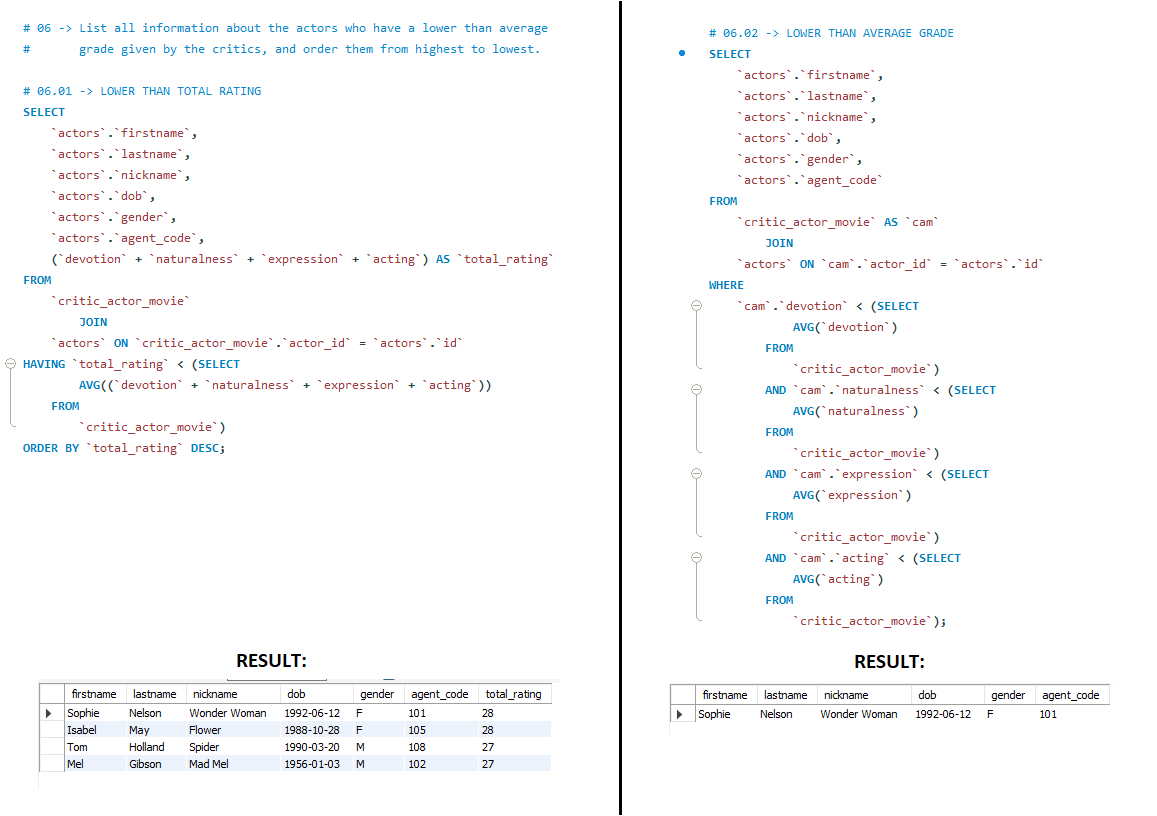 # 06 -> List all information about the actors who have a lower than average
#       grade given by the critics, and order them from highest to lowest.
# 06.01 -> LOWER THAN TOTAL RATING
SELECT
`actors`.`firstname`,
`actors`.`lastname`,
`actors`.`nickname`,
`actors`.`dob`,
`actors`.`gender`,
`actors`.`agent_code`,
(`devotion` + `naturalness` + `expression` + `acting`) AS `total_rating`
FROM
`critic_actor_movie`
JOIN
`actors` ON `critic_actor_movie`.`actor_id` = `actors`.`id`
HAVING `total_rating` < (SELECT
AVG((`devotion` + `naturalness` + `expression` + `acting`))
FROM
`critic_actor_movie`)
ORDER BY `total_rating` DESC;
RESULT:
firstname lastname nickname dob gender agent_code total_rating
Sophie Nelson Wonder Woman 1992-06-12 F 101 28
Isabel May Flower 1988-10-28 F 105 28
Tom Holland Spider 1990-03-20 M 108 27
Mel Gibson Mad Mel 1956-01-03 M 102 27
# 06.02 -> LOWER THAN AVERAGE GRADE
SELECT
`actors`.`firstname`,
`actors`.`lastname`,
`actors`.`nickname`,
`actors`.`dob`,
`actors`.`gender`,
`actors`.`agent_code`
FROM
`critic_actor_movie` AS `cam`
JOIN
`actors` ON `cam`.`actor_id` = `actors`.`id`
WHERE
`cam`.`devotion` < (SELECT
AVG(`devotion`)
FROM
`critic_actor_movie`)
AND `cam`.`naturalness` < (SELECT
AVG(`naturalness`)
FROM
`critic_actor_movie`)
AND `cam`.`expression` < (SELECT
AVG(`expression`)
FROM
`critic_actor_movie`)
AND `cam`.`acting` < (SELECT
AVG(`acting`)
FROM
`critic_actor_movie`);
RESULT:
firstname lastname nickname dob gender agent_code
Sophie Nelson Wonder Woman 1992-06-12 F 101